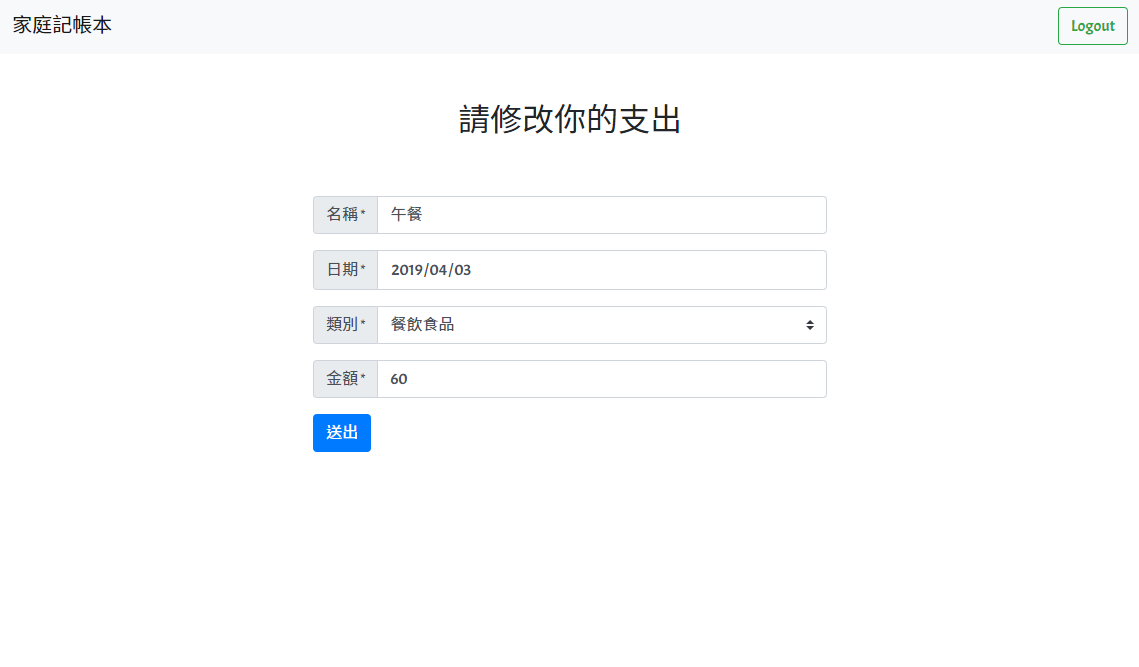 家庭記帳本
Logout
請修改你的支出
名稱* 午餐
日期* 2019/04/03
類別* 餐飲食品
金額* 60
送出